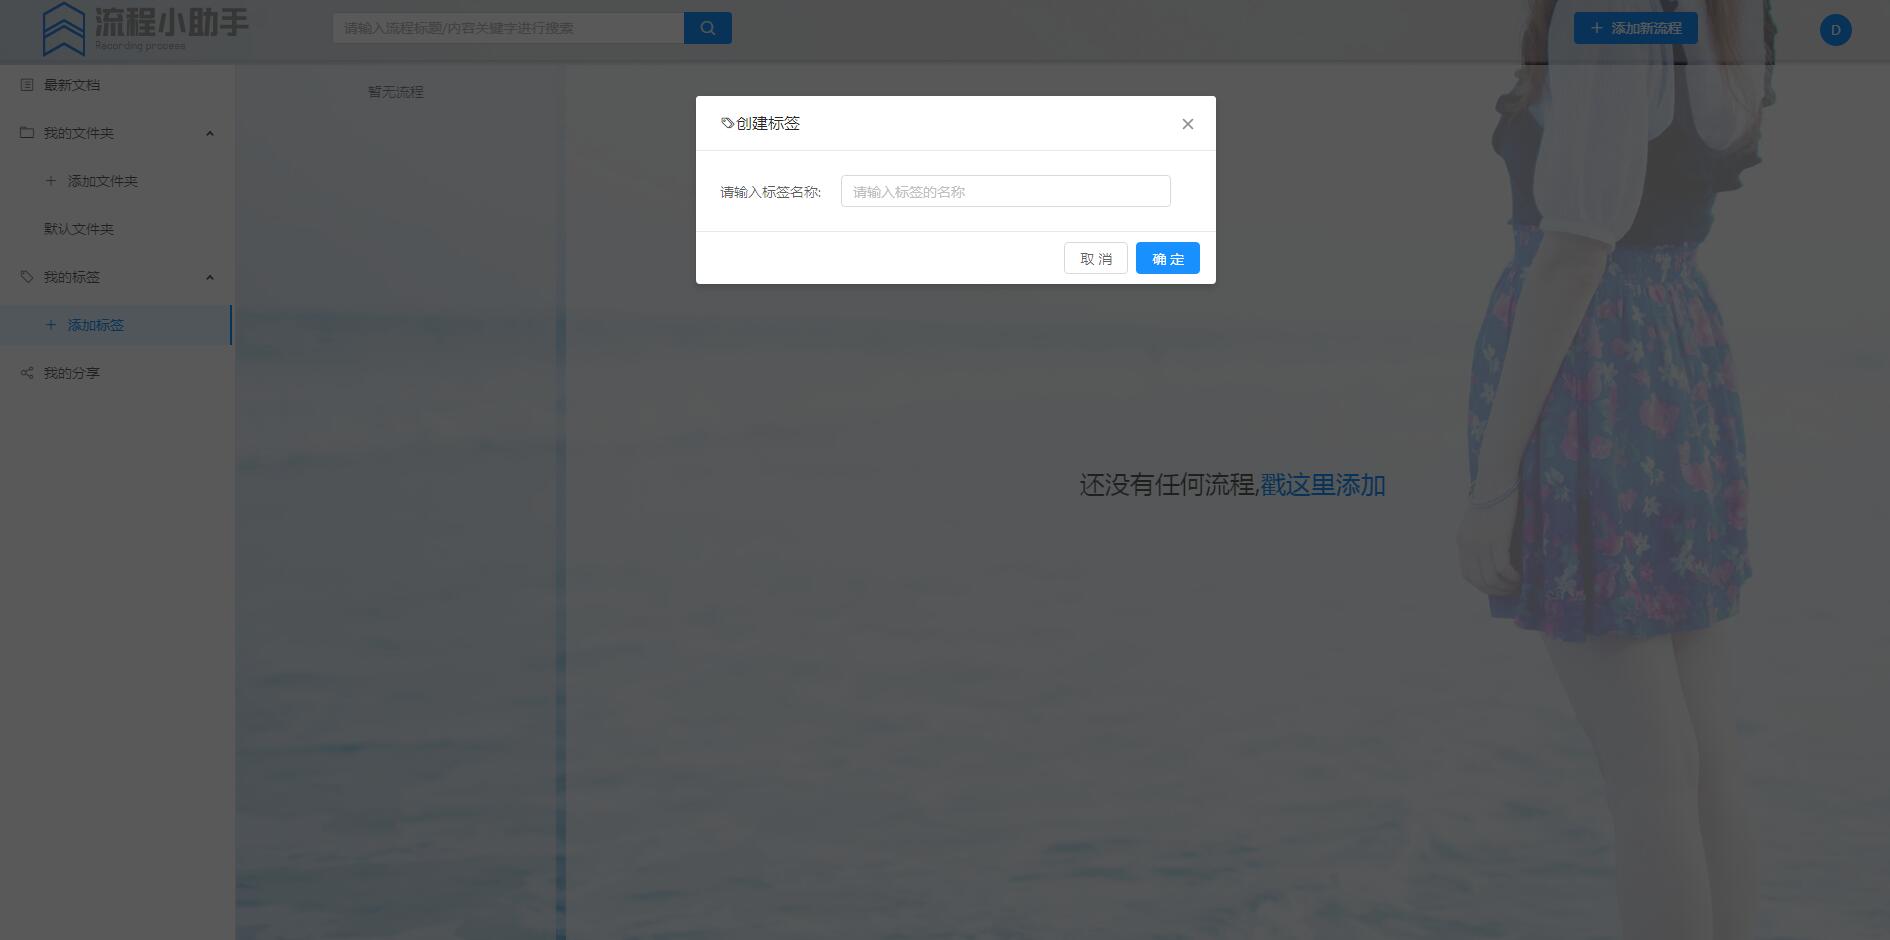 流程小助手
Recording process
请输入流程标题/内容关键字进行搜索
添加新流程
D
最新文档
我的文件夹
添加文件夹
默认文件夹
我的标签
添加标签
我的分享
暂无流程
创建标签
请输入标签名称:
请输入标签的名称
取 消
确 定
还没有任何流程,戳这里添加